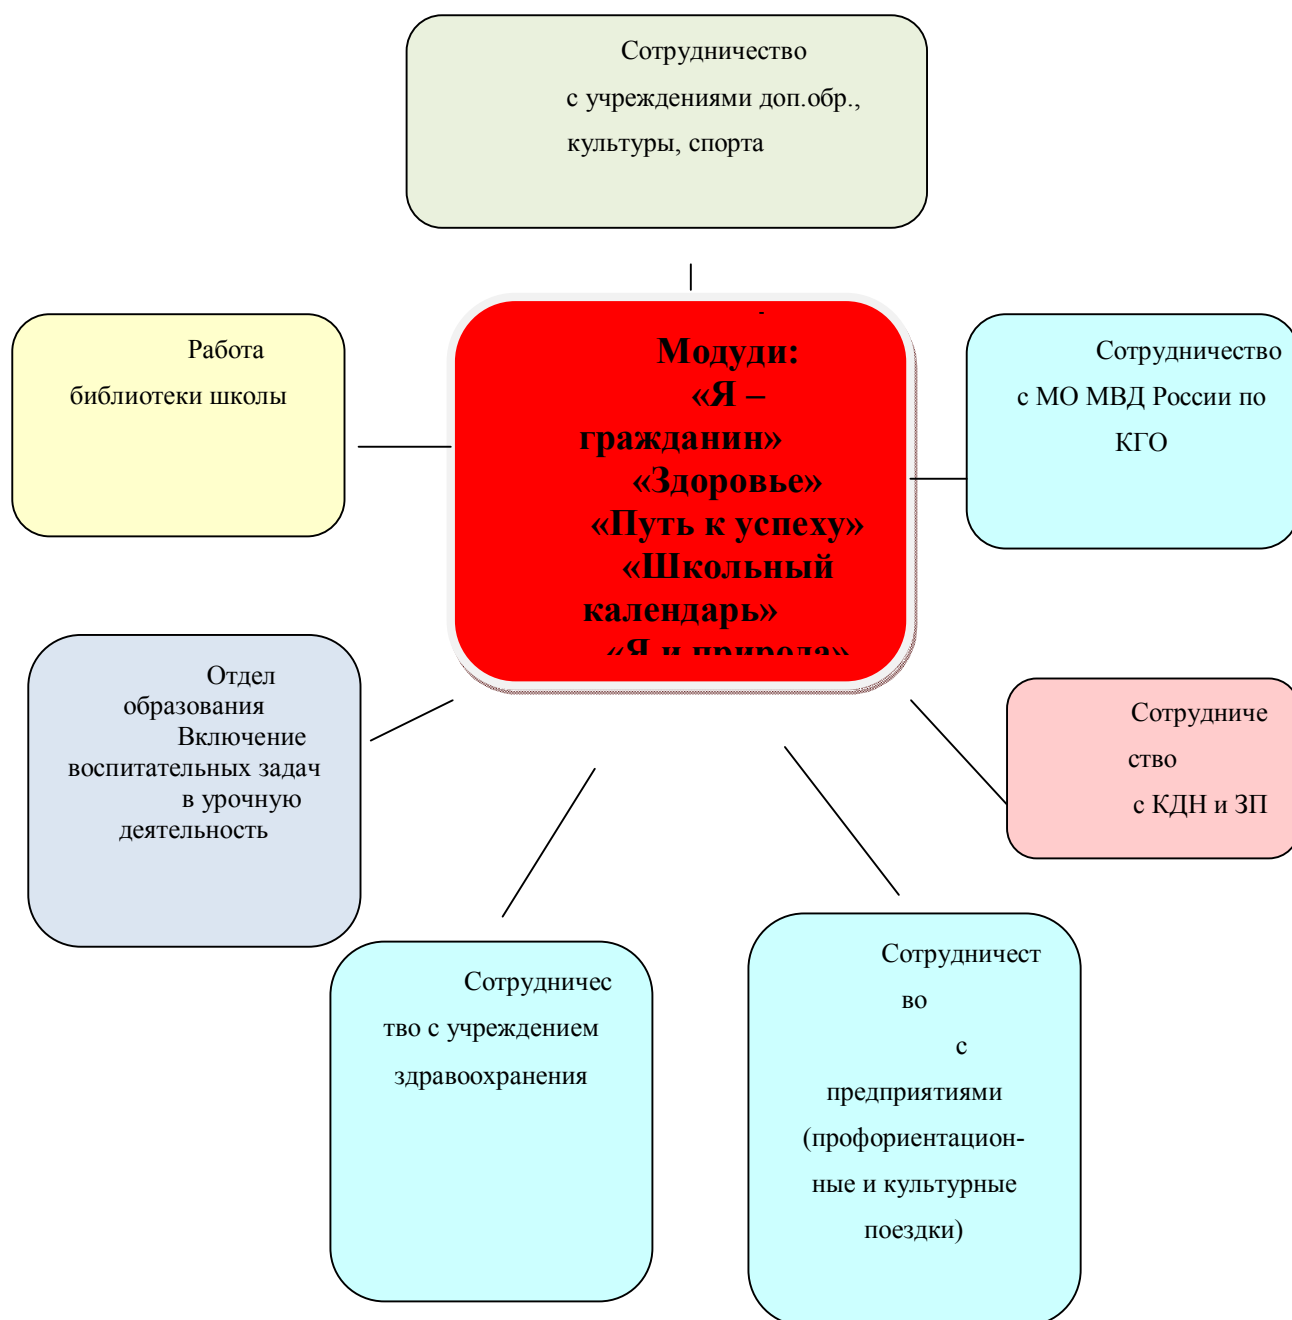 Сотрудничество
с учреждениями доп.обр.,
культуры, спорта
Работа
библиотеки школы
Модуди:
«Я –
гражданин»
«Здоровье»
«Путь к успеху»
«Школьный
календарь»
«Я и природа»
Сотрудничество
с МО МВД России по
КГО
Отдел
образования
Включение
воспитательных задач
в урочную
деятельность
Сотрудниче
ство
с КДН и ЗП
Сотрудничес
тво с учреждением
здравоохранения
Сотрудничест
во
с
предприятиями
(профориентацион-
ные и культурные
поездки)